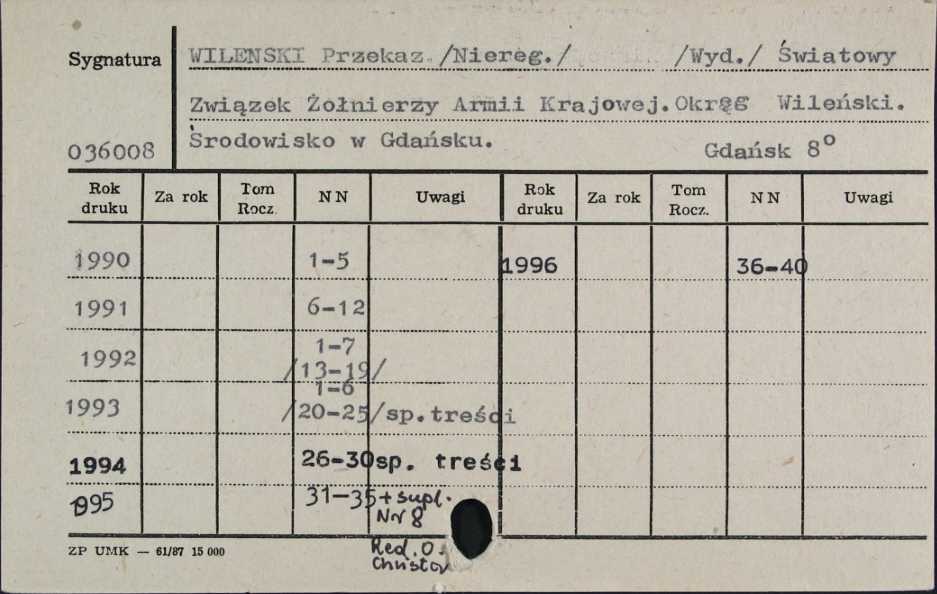 Sygnatura WILENSKI Przekaz./Niereg./ /Wyd./ Światowy
Związek Żołnierzy Armii Krajowej.Okręg Wileński.
Środowisko w Gdańsku.
036008 Gdańsk 8°
Rok druku Za rok Tom Rocz. NN Uwagi Rok druku Za rok Tom Rocz. NN Uwagi
1990 1-5 1996 36-40
1991 6-12
1992 1-7
/13-19/
1993 1-6
/20-25/sp.treści
1994 26-30sp. treści
1995 31-35+supl.
Nr 8
ZP UMK — 61/87 15 000
Red. O.